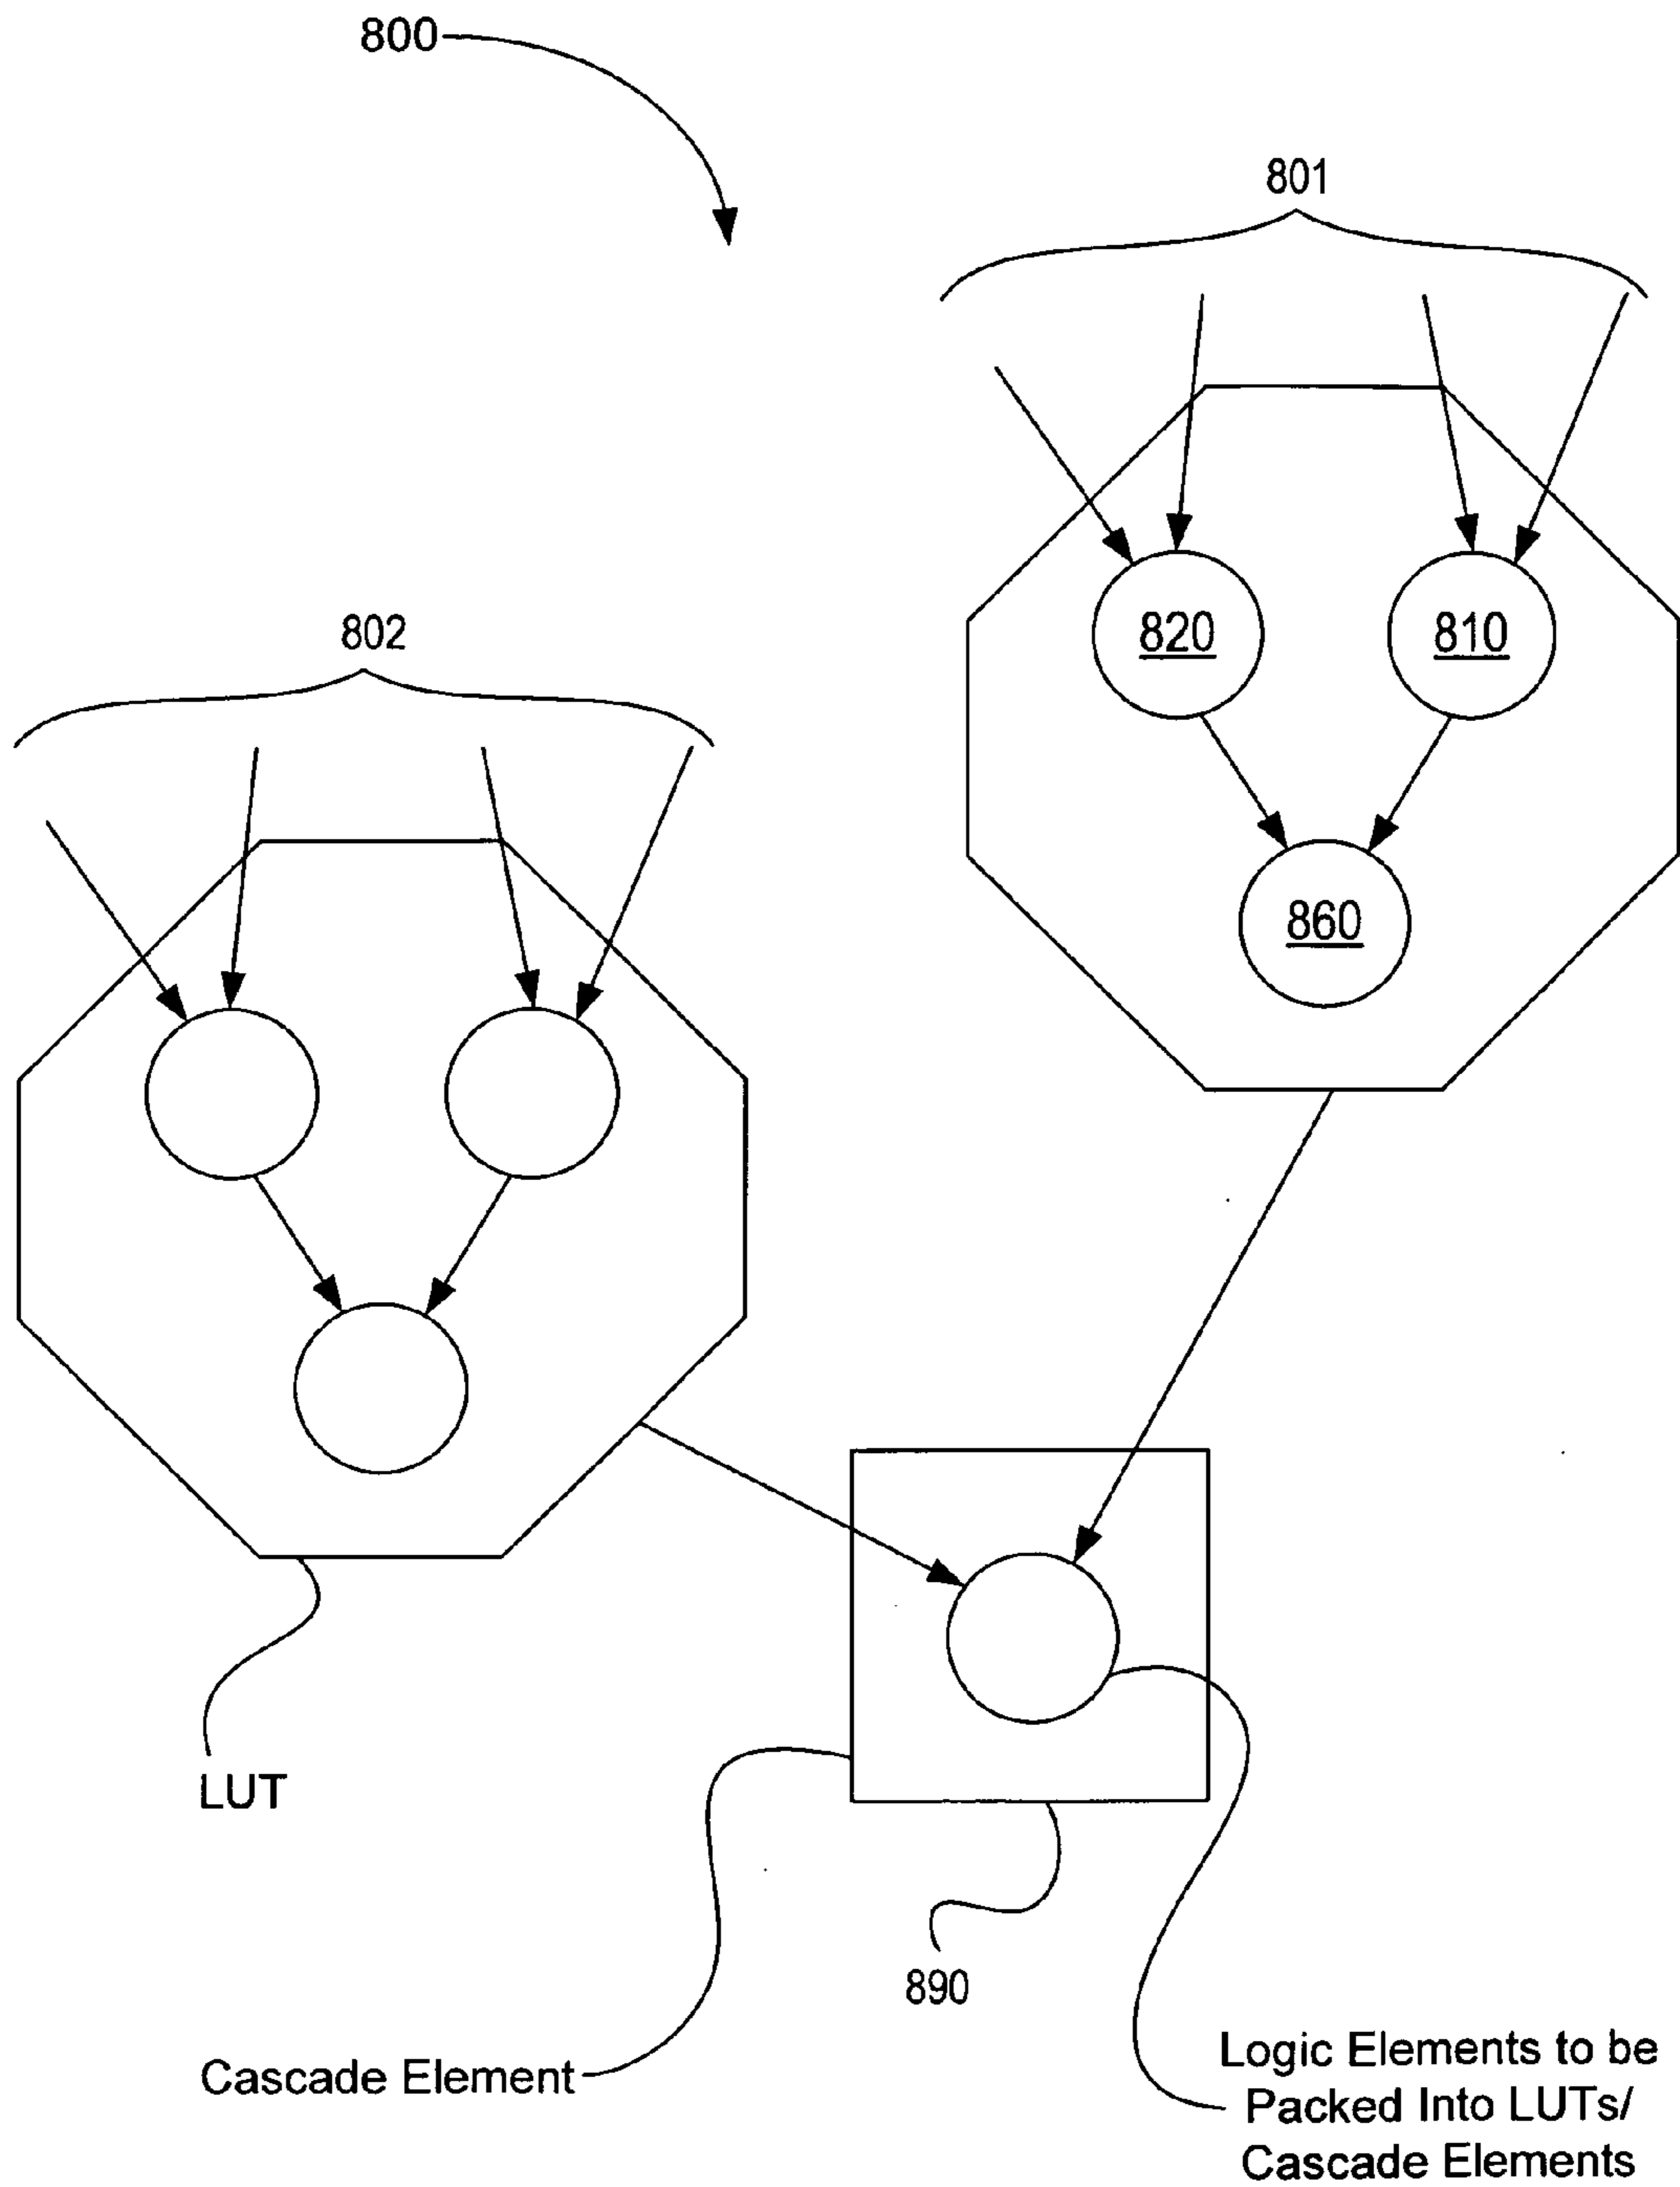 800
801
802
820
810
860
LUT
890
Cascade Element
Logic Elements to be
Packed Into LUTs/
Cascade Elements